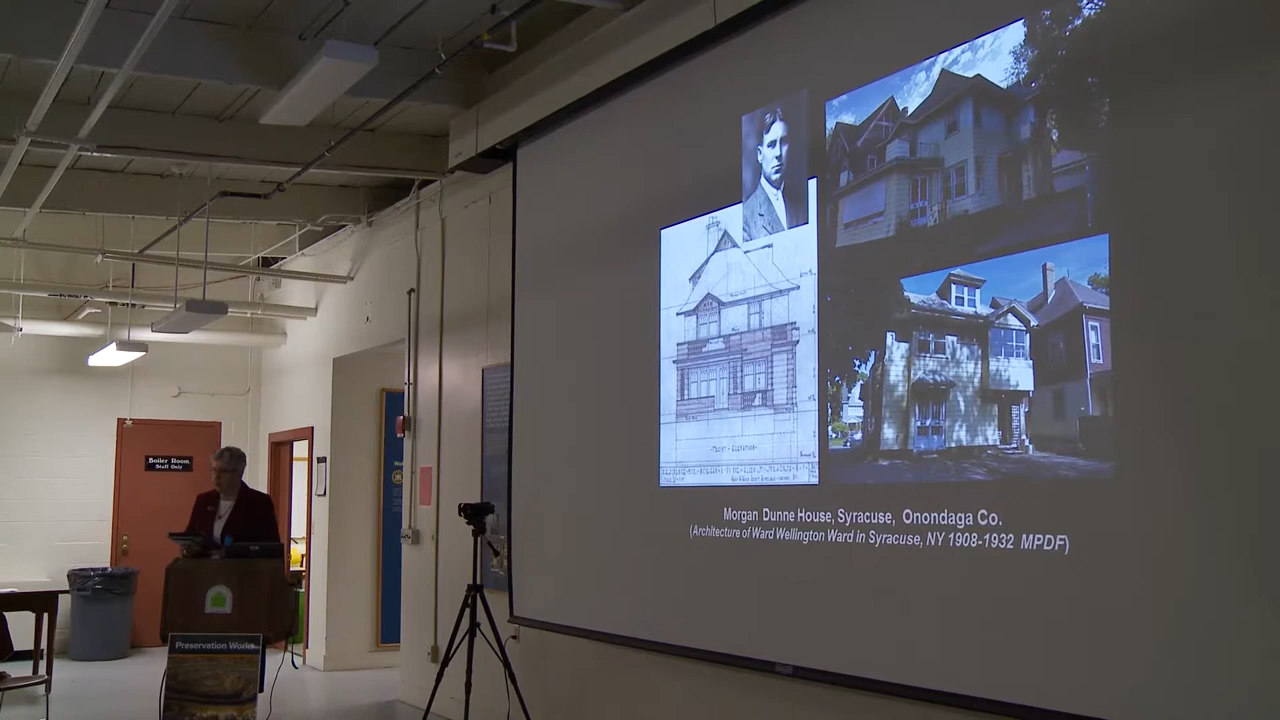 Boiler Room
Staff Only
Preservation Works
Morgan Dunne House, Syracuse, Onondaga Co.
(Architecture of Ward Wellington Ward in Syracuse, NY 1908-1932 MPDF)